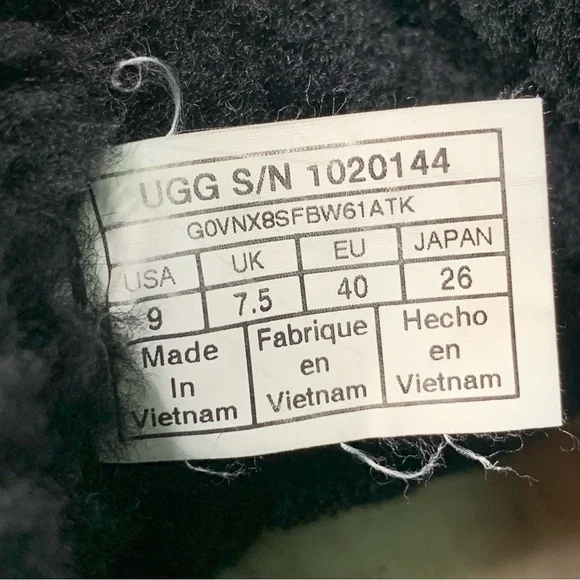 UGG S/N 1020144
G0VNX8SFBW61ATK
USA UK EU JAPAN
9 7.5 40 26
Made In Vietnam
Fabrique en Vietnam
Hecho en Vietnam